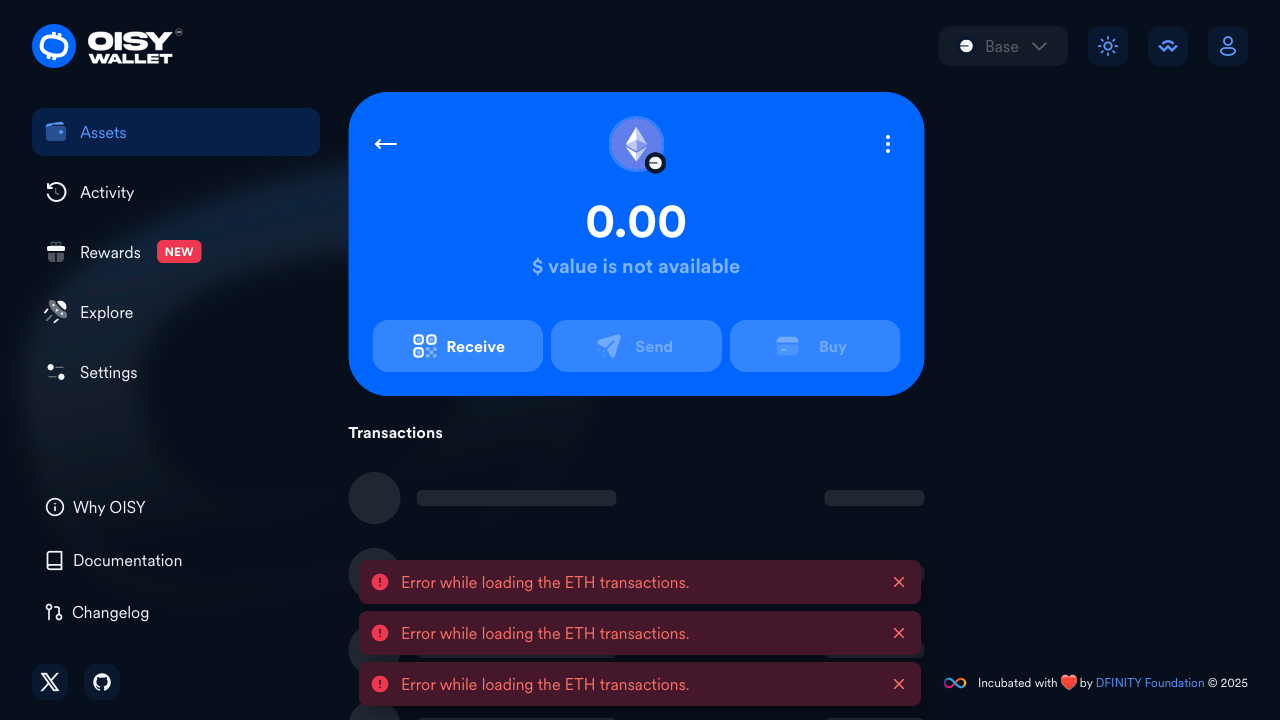 OISY
WALLET
Base
Assets
Activity
Rewards NEW
Explore
Settings
Why OISY
Documentation
Changelog
0.00
$ value is not available
Receive
Send
Buy
Transactions
Error while loading the ETH transactions.
Error while loading the ETH transactions.
Error while loading the ETH transactions.
Incubated with ❤️ by DFINITY Foundation © 2025